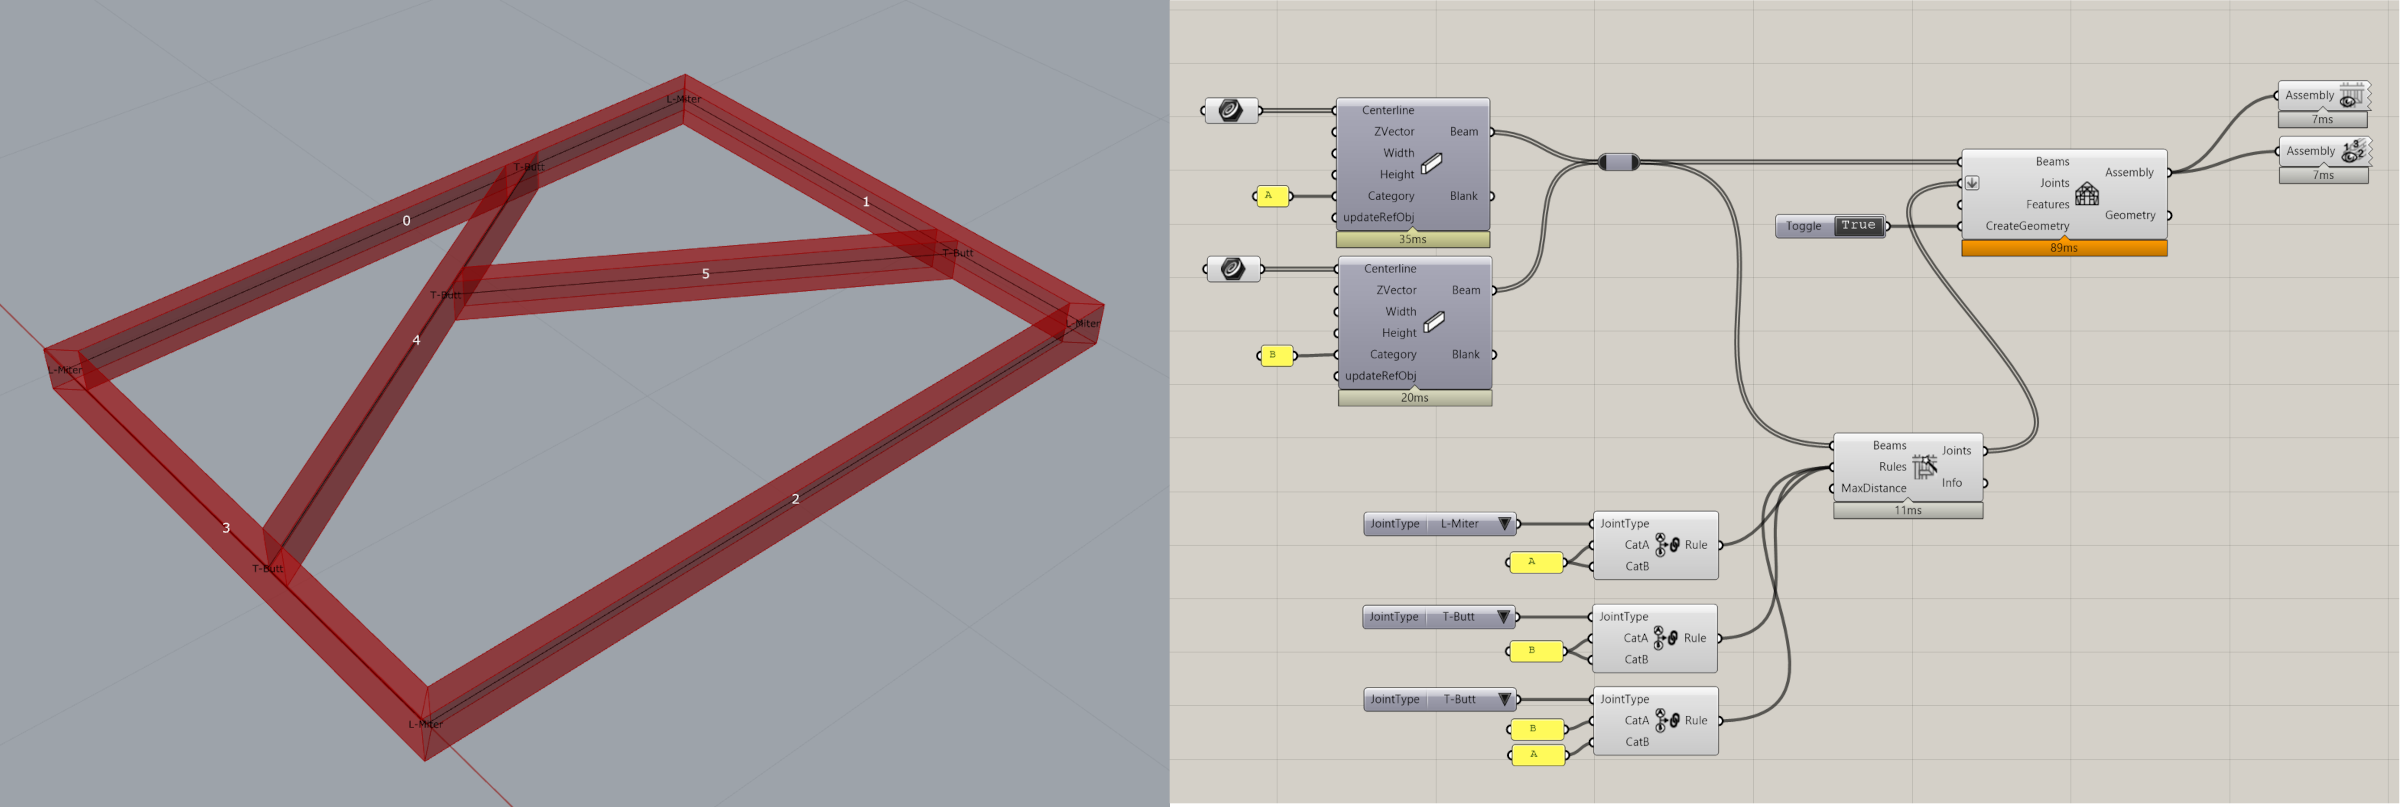 L-Miter
T-Butt
1
0
T-Butt
5
T-Butt
L-Miter
4
L-Miter
2
3
T-Butt
L-Miter
Centerline
ZVector
Beam
Width
Height
A
Category
Blank
updateRefObj
35ms
Centerline
ZVector
Beam
Width
Height
B
Category
Blank
updateRefObj
20ms
Beams
Joints
Assembly
Features
Geometry
Toggle True
CreateGeometry
89ms
Assembly
7ms
Assembly
1 3 2
7ms
Beams
Joints
Rules
Info
MaxDistance
11ms
JointType L-Miter
JointType
A
CatA
Rule
CatB
JointType T-Butt
JointType
B
CatA
Rule
CatB
JointType T-Butt
JointType
B
CatA
Rule
A
CatB